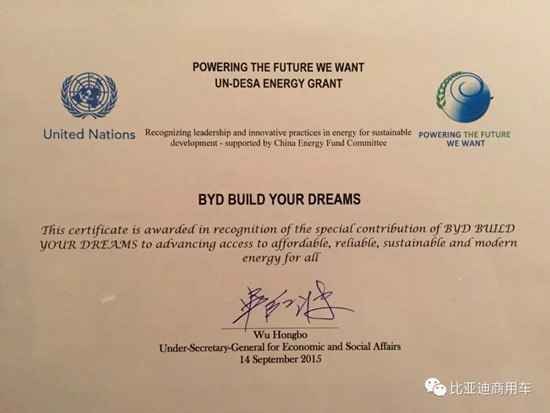 POWERING THE FUTURE WE WANT
UN-DESA ENERGY GRANT
United Nations
POWERING THE FUTURE
WE WANT
Recognizing leadership and innovative practices in energy for sustainable
development - supported by China Energy Fund Committee
BYD BUILD YOUR DREAMS
This certificate is awarded in recognition of the special contribution of BYD BUILD
YOUR DREAMS to advancing access to affordable, reliable, sustainable and modern
energy for all
Wu Hongbo
Under-Secretary-General for Economic and Social Affairs
14 September 2015
比亚迪商用车